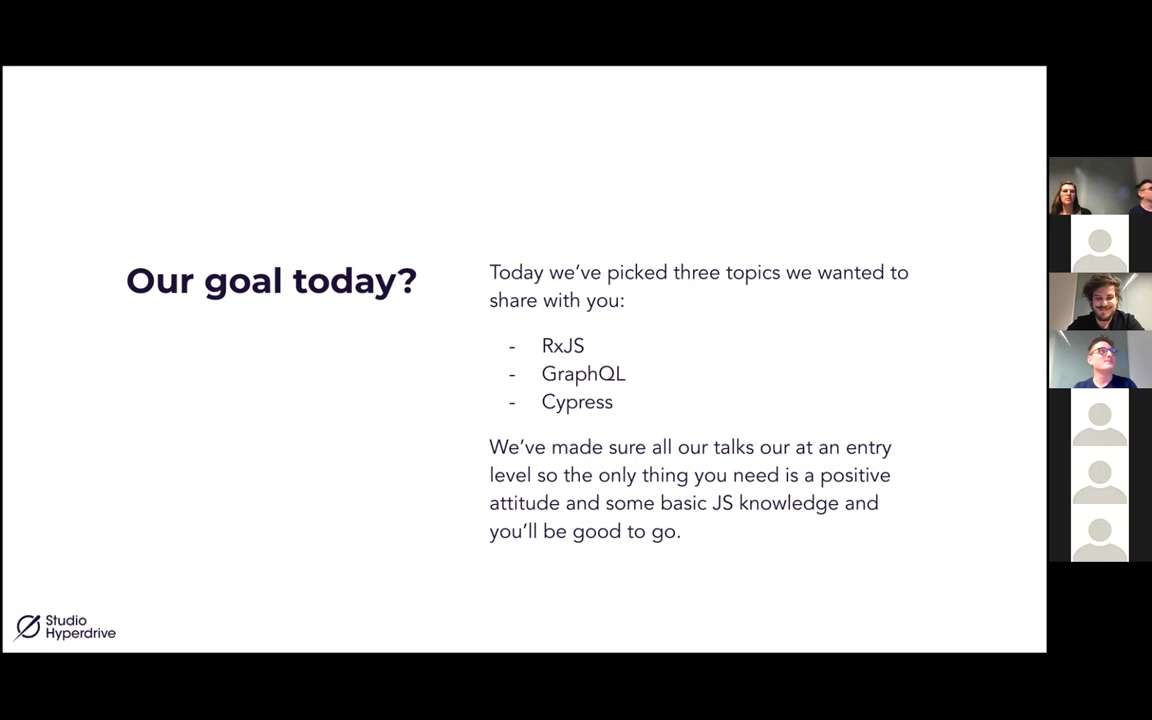 Our goal today?
Today we’ve picked three topics we wanted to
share with you:
- RxJS
- GraphQL
- Cypress
We’ve made sure all our talks our at an entry
level so the only thing you need is a positive
attitude and some basic JS knowledge and
you’ll be good to go.
Studio
Hyperdrive